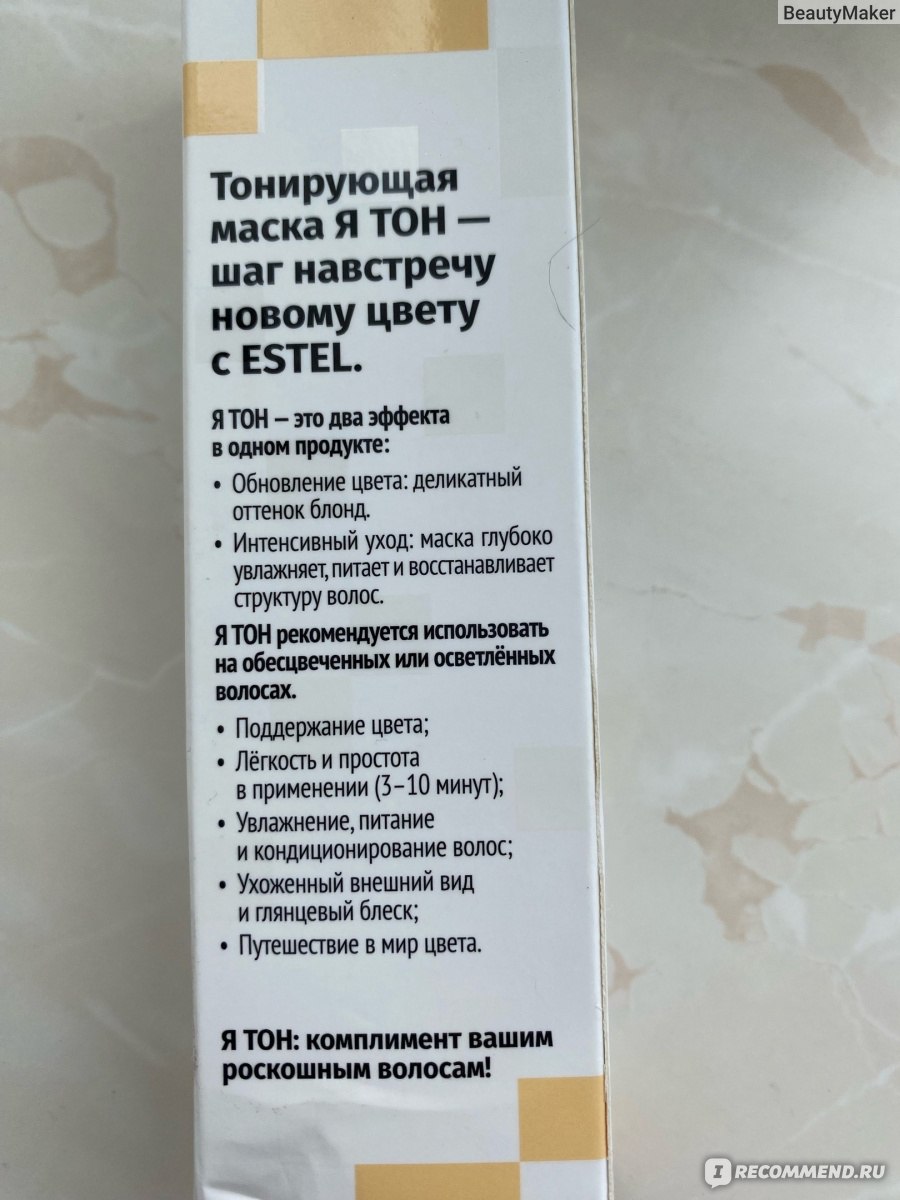 BeautyMaker
Тонирующая
маска Я ТОН —
шаг навстречу
новому цвету
с ESTEL.
Я ТОН — это два эффекта
в одном продукте:
• Обновление цвета: деликатный
оттенок блонд.
• Интенсивный уход: маска глубоко
увлажняет, питает и восстанавливает
структуру волос.
Я ТОН рекомендуется использовать
на обесцвеченных или осветлённых
волосах.
• Поддержание цвета;
• Лёгкость и простота
в применении (3–10 минут);
• Увлажнение, питание
и кондиционирование волос;
• Ухоженный внешний вид
и глянцевый блеск;
• Путешествие в мир цвета.
Я ТОН: комплимент вашим
роскошным волосам!
IRECOMMEND.RU